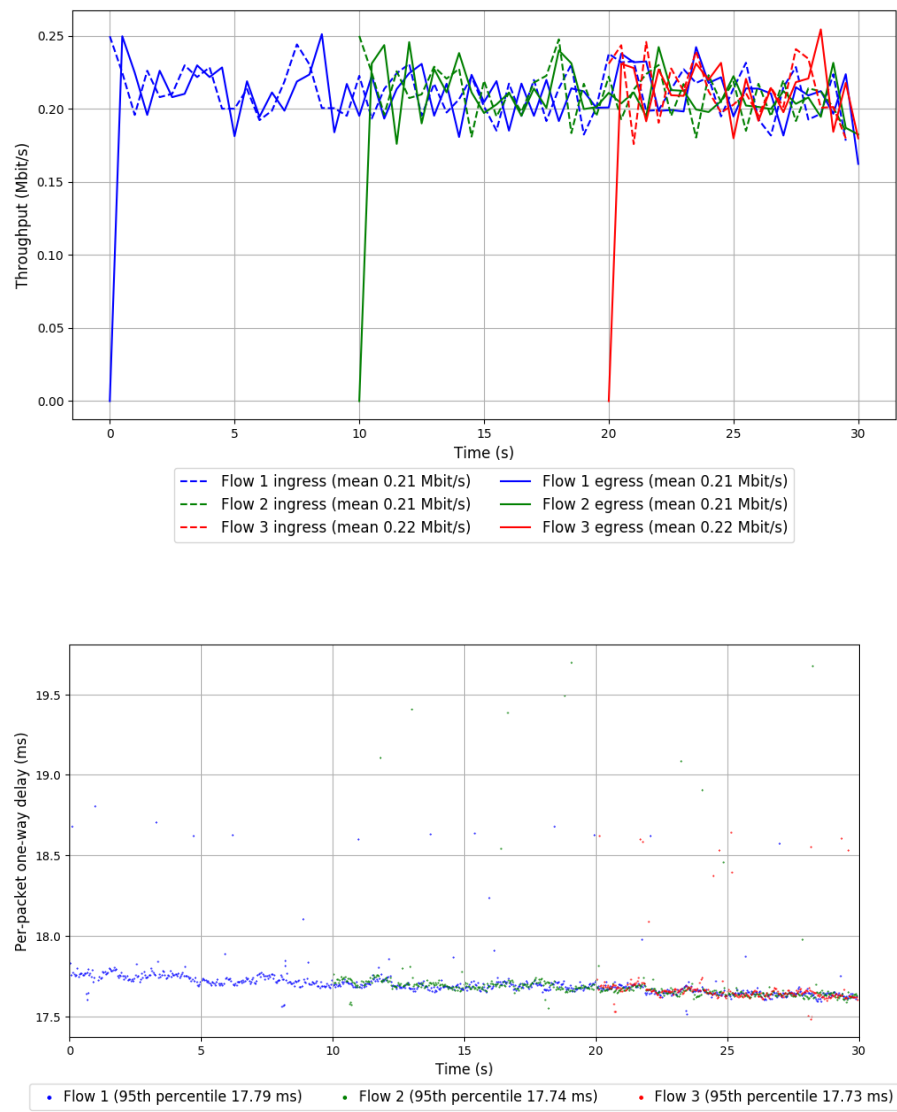 0.25
0.20
0.15
0.10
0.05
0.00
Throughput (Mbit/s)
0 5 10 15 20 25 30
Time (s)
Flow 1 ingress (mean 0.21 Mbit/s) Flow 1 egress (mean 0.21 Mbit/s)
Flow 2 ingress (mean 0.21 Mbit/s) Flow 2 egress (mean 0.21 Mbit/s)
Flow 3 ingress (mean 0.22 Mbit/s) Flow 3 egress (mean 0.22 Mbit/s)
19.5
19.0
18.5
18.0
17.5
Per-packet one-way delay (ms)
0 5 10 15 20 25 30
Time (s)
Flow 1 (95th percentile 17.79 ms) Flow 2 (95th percentile 17.74 ms) Flow 3 (95th percentile 17.73 ms)